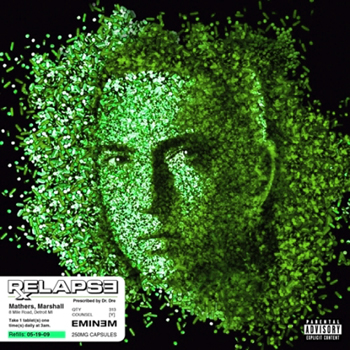 RELAPSE
Rx
Mathers, Marshall
8 Mile Road, Detroit MI
Take 1 tablet(s) one
time(s) daily at 3am.
Refills: 05-19-09
Prescribed by Dr. Dre
QTY
COUNSEL
(Y)
EMINEM
250MG CAPSULES
PARENTAL
ADVISORY
EXPLICIT CONTENT